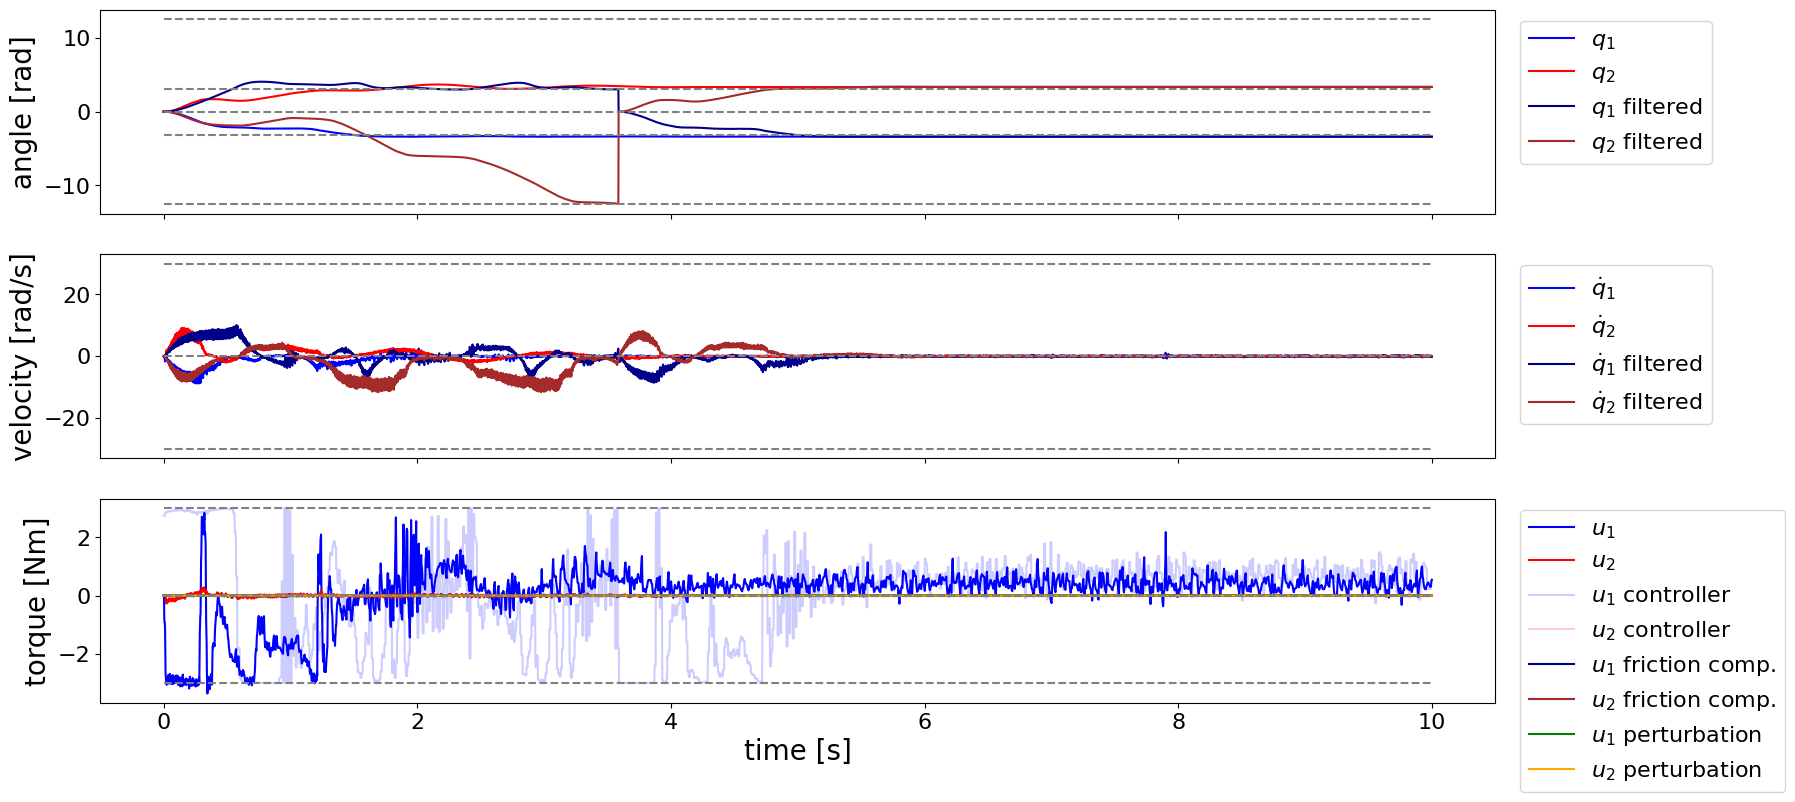 angle [rad]
10
0
−10
q₁
q₂
q₁ filtered
q₂ filtered
velocity [rad/s]
20
0
−20
q̇₁
q̇₂
q̇₁ filtered
q̇₂ filtered
torque [Nm]
2
0
−2
0 2 4 6 8 10
time [s]
u₁
u₂
u₁ controller
u₂ controller
u₁ friction comp.
u₂ friction comp.
u₁ perturbation
u₂ perturbation